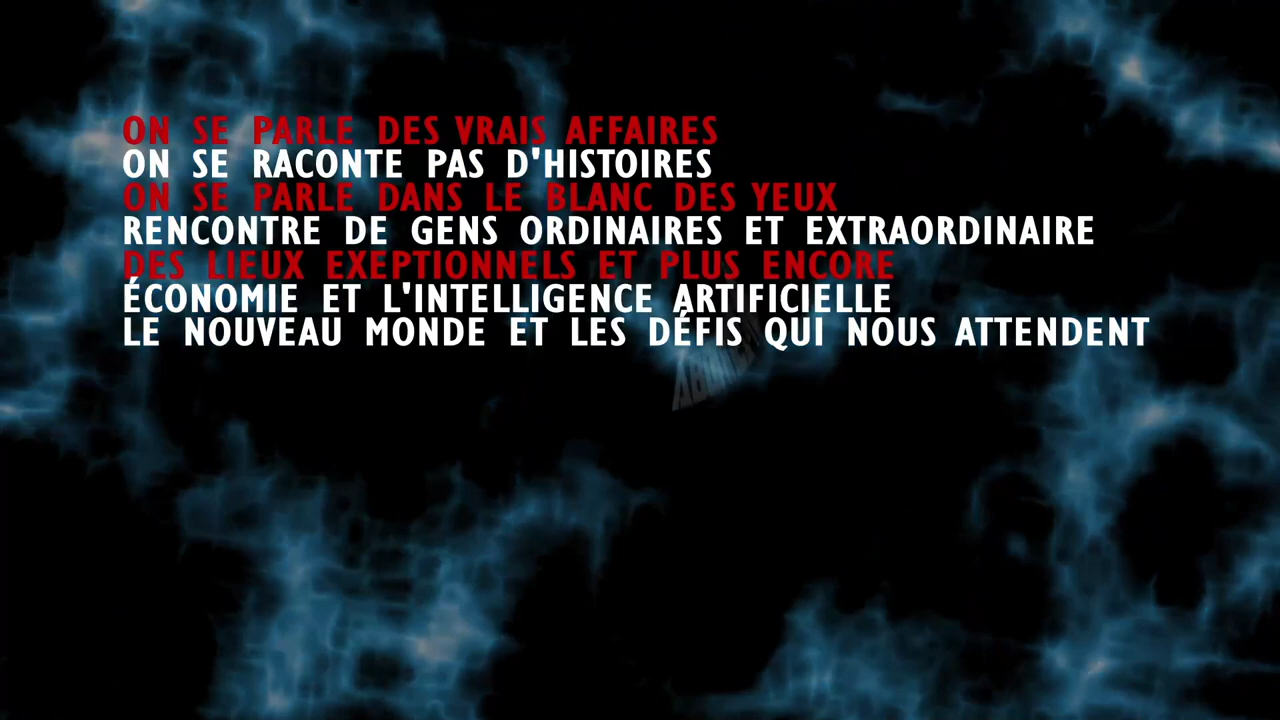 ON SE PARLE DES VRAIS AFFAIRES
ON SE RACONTE PAS D'HISTOIRES
ON SE PARLE DANS LE BLANC DES YEUX
RENCONTRE DE GENS ORDINAIRES ET EXTRAORDINAIRE
DES LIEUX EXEPTIONNELS ET PLUS ENCORE
ÉCONOMIE ET L'INTELLIGENCE ARTIFICIELLE
LE NOUVEAU MONDE ET LES DÉFIS QUI NOUS ATTENDENT